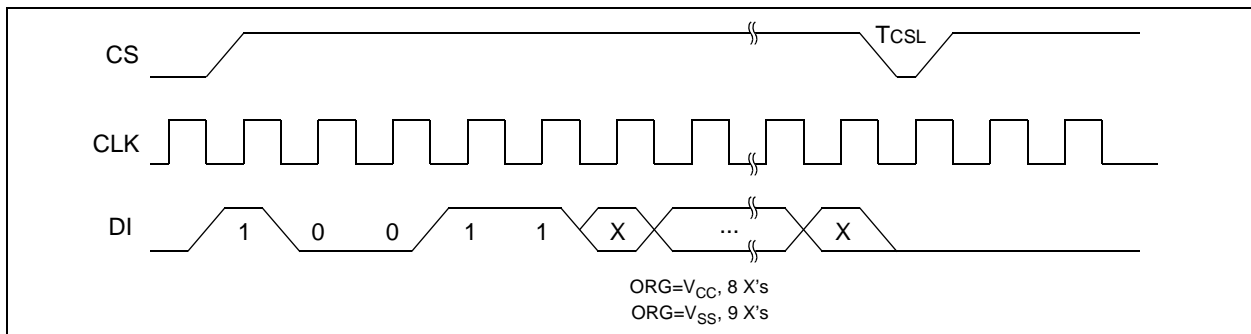 CS
TCSL
CLK
DI 1 0 0 1 1 X ... X
ORG=VCC, 8 X's
ORG=VSS, 9 X's